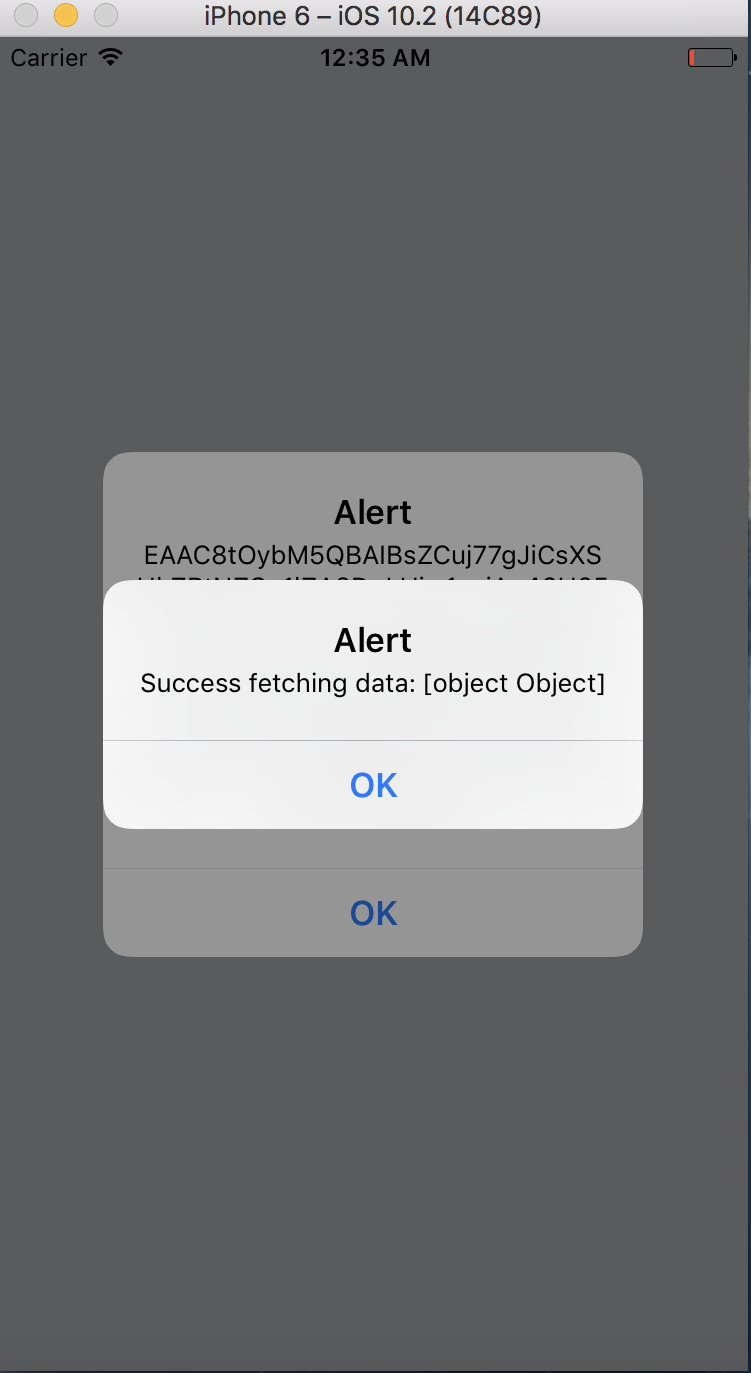 iPhone 6 – iOS 10.2 (14C89)
Carrier 12:35 AM
Alert
EAAC8tOybM5QBAIBsZCuj77gJiCsXS
Alert
Success fetching data: [object Object]
OK
OK